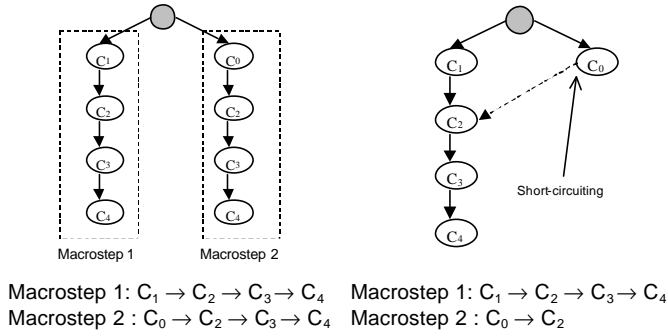 C1
C2
C3
C4
Macrostep 1
C0
C2
C3
C4
Macrostep 2
C1
C0
C2
C3
C4
Short-circuiting
Macrostep 1: C1 → C2 → C3 → C4
Macrostep 2 : C0 → C2 → C3 → C4
Macrostep 1: C1 → C2 → C3 → C4
Macrostep 2 : C0 → C2